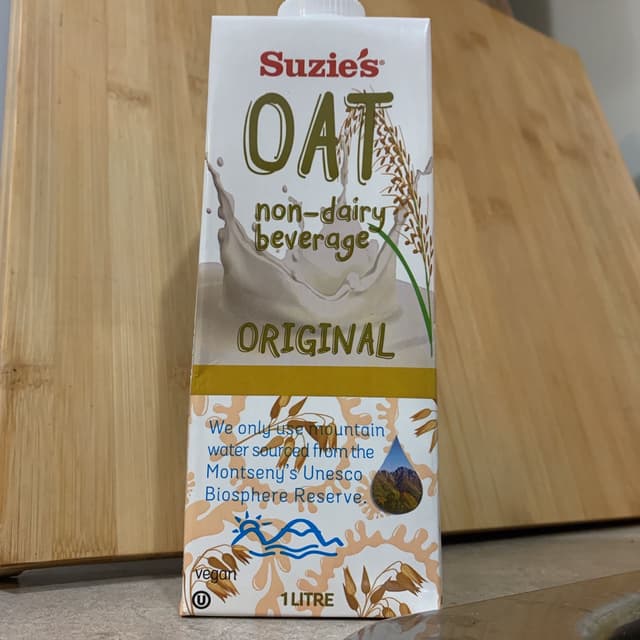 Suzie's®
OAT
non-dairy
beverage
ORIGINAL
We only use mountain
water sourced from the
Montseny's Unesco
Biosphere Reserve.
vegan
U
1 LITRE